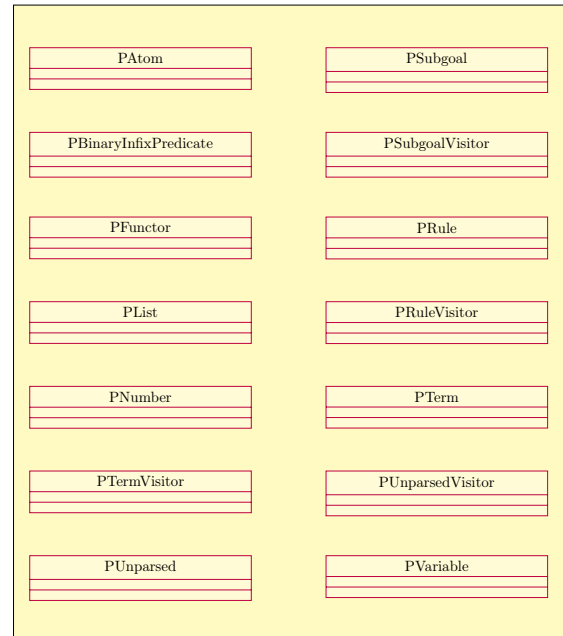 PAtom
PSubgoal
PBinaryInfixPredicate
PSubgoalVisitor
PFunctor
PRule
PList
PRuleVisitor
PNumber
PTerm
PTermVisitor
PUnparsedVisitor
PUnparsed
PVariable